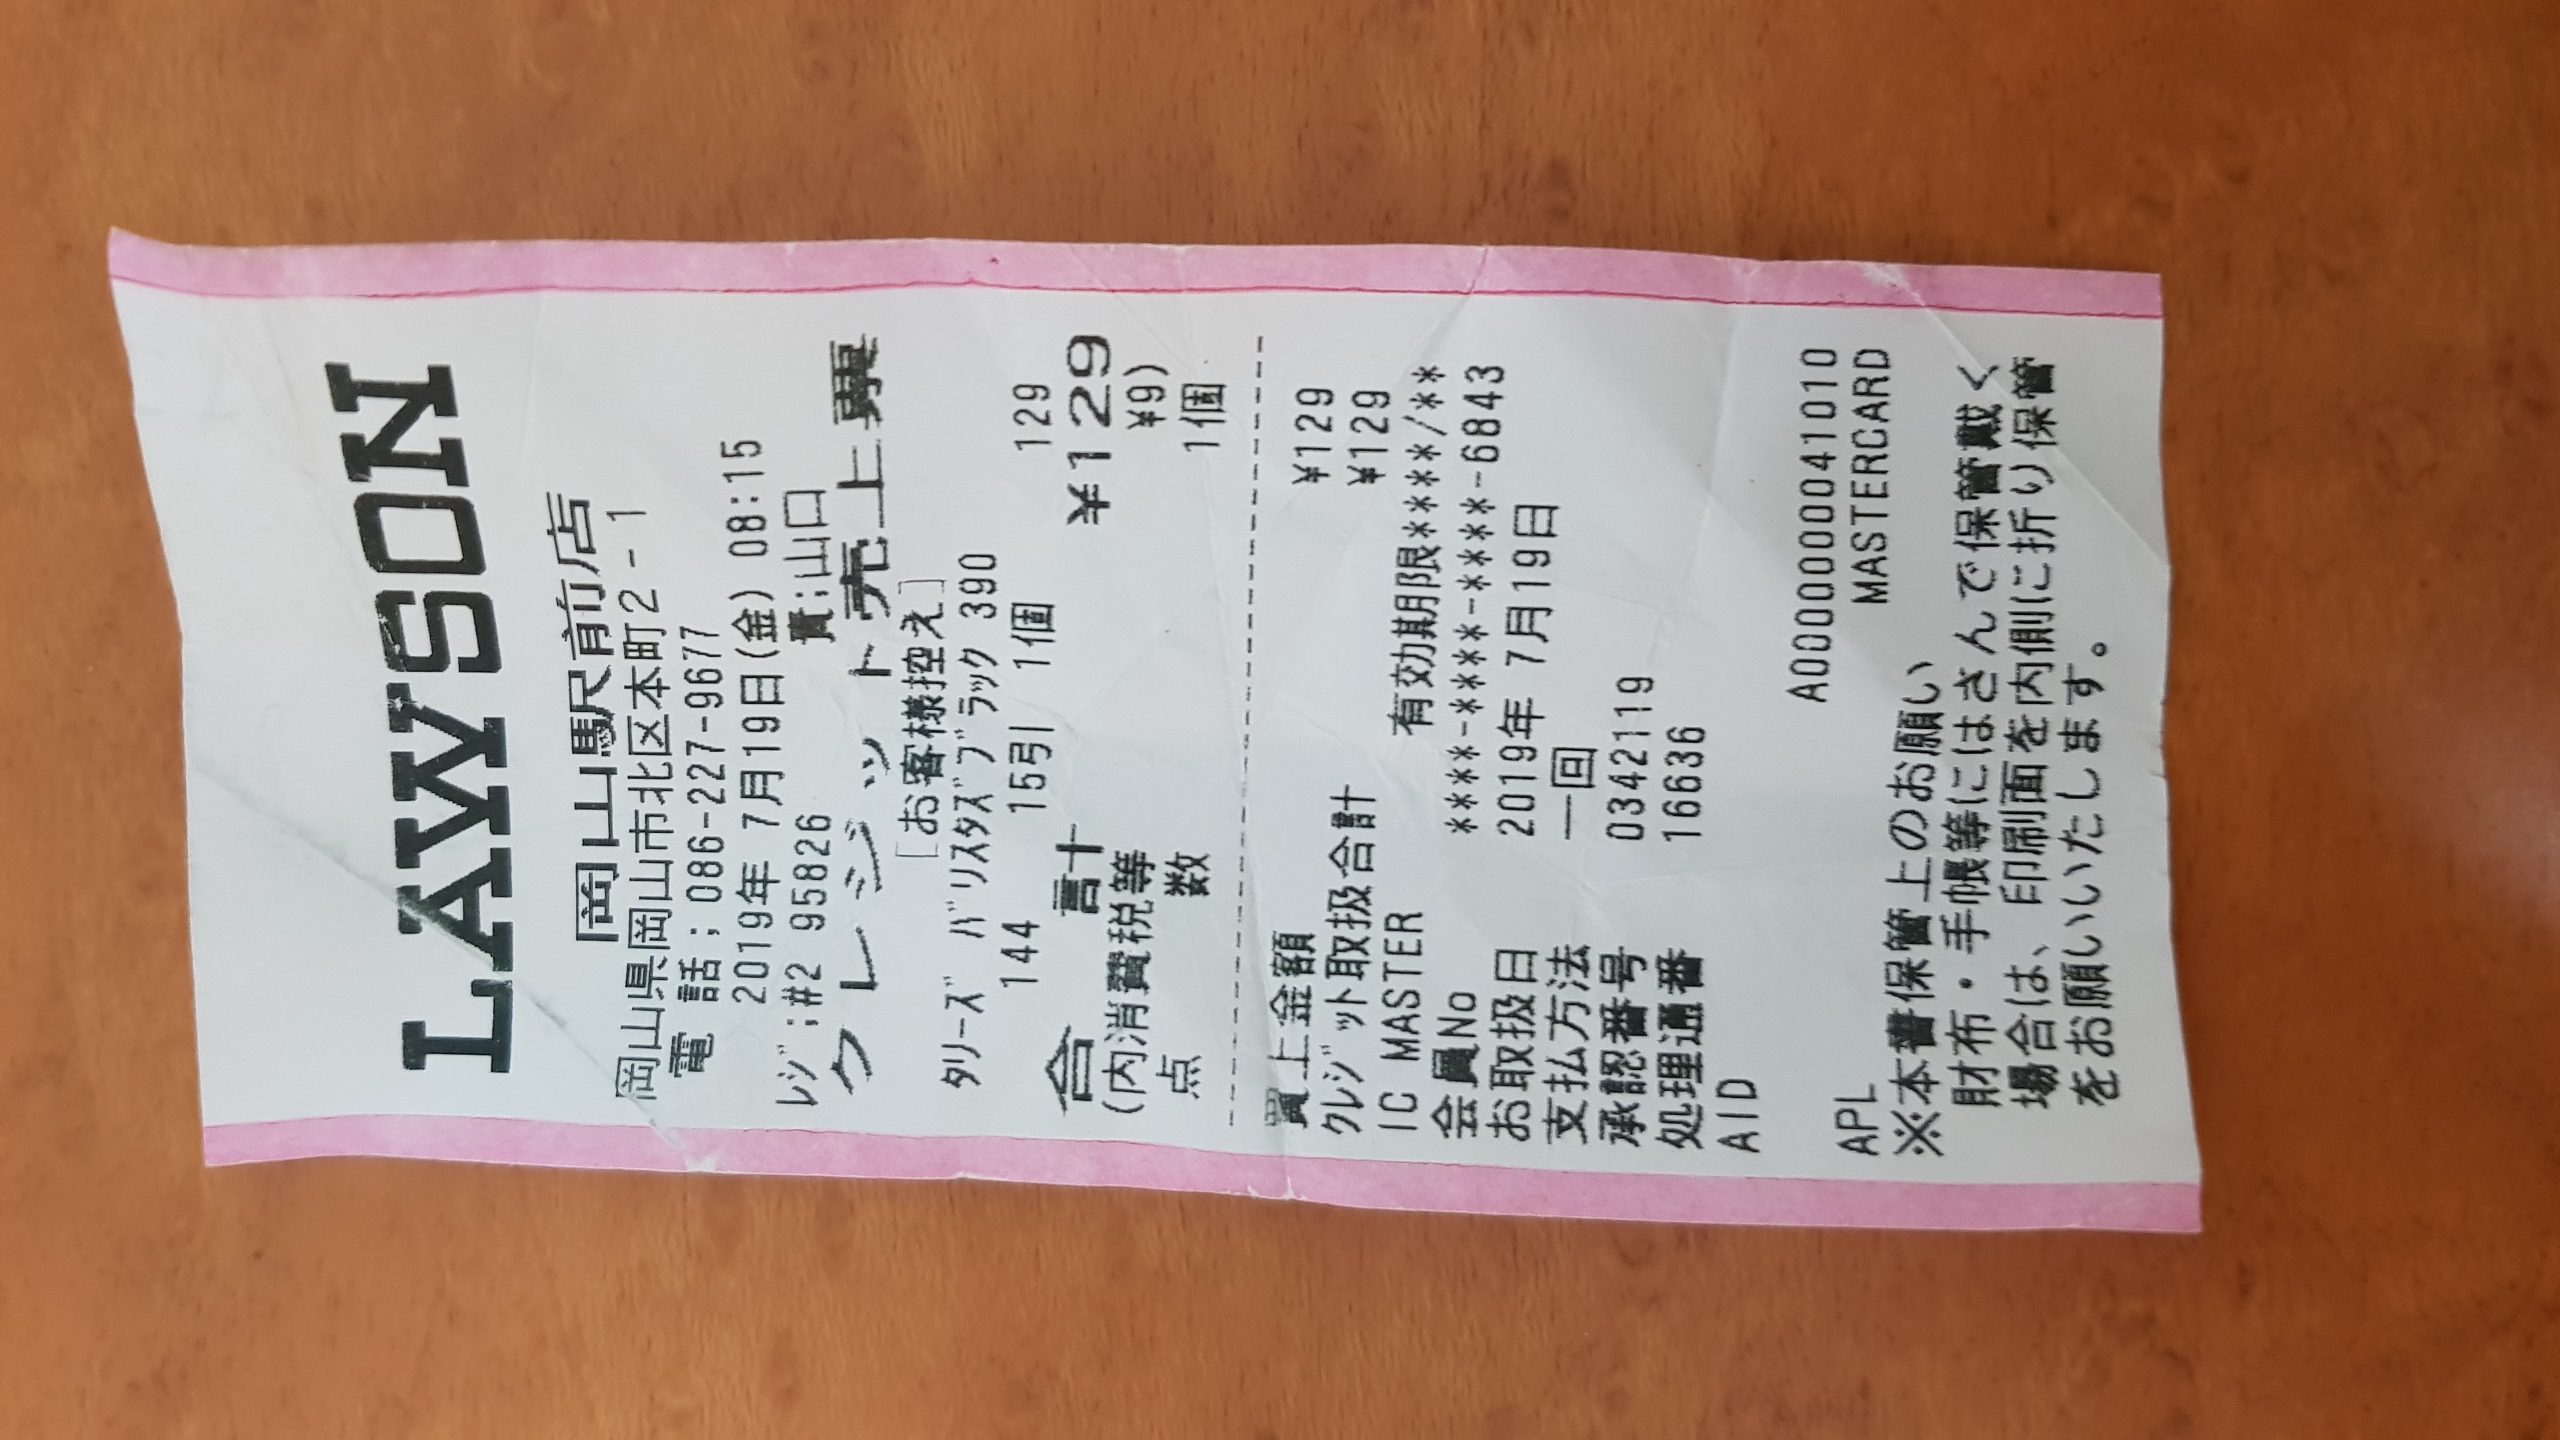 LAWSON
岡山駅前店
岡山県岡山市北区本町2-1
電 話;086-227-9677
2019年 7月19日(金) 08:15
ﾚｼﾞ;#2 95826 責;山口
クレジット売上票
[お客様控え]
ﾀﾘｰｽﾞ ﾊﾞﾘｽﾀｽﾞﾌﾞﾗｯｸ 390
144 15引 1個 129
合 計 ¥129
(内消費税等 ¥9)
点 数 1個
買上金額 ¥129
ｸﾚｼﾞｯﾄ取扱合計 ¥129
IC MASTER 有効期限****/**
会員No ****-****-****-6843
お取扱日 2019年 7月19日
支払方法 一回
承認番号 0342119
処理通番 16636
AID
A0000000041010
APL MASTERCARD
※本書保管上のお願い
財布・手帳等にはさんで保管戴く
場合は、印刷面を内側に折り保管
をお願いいたします。